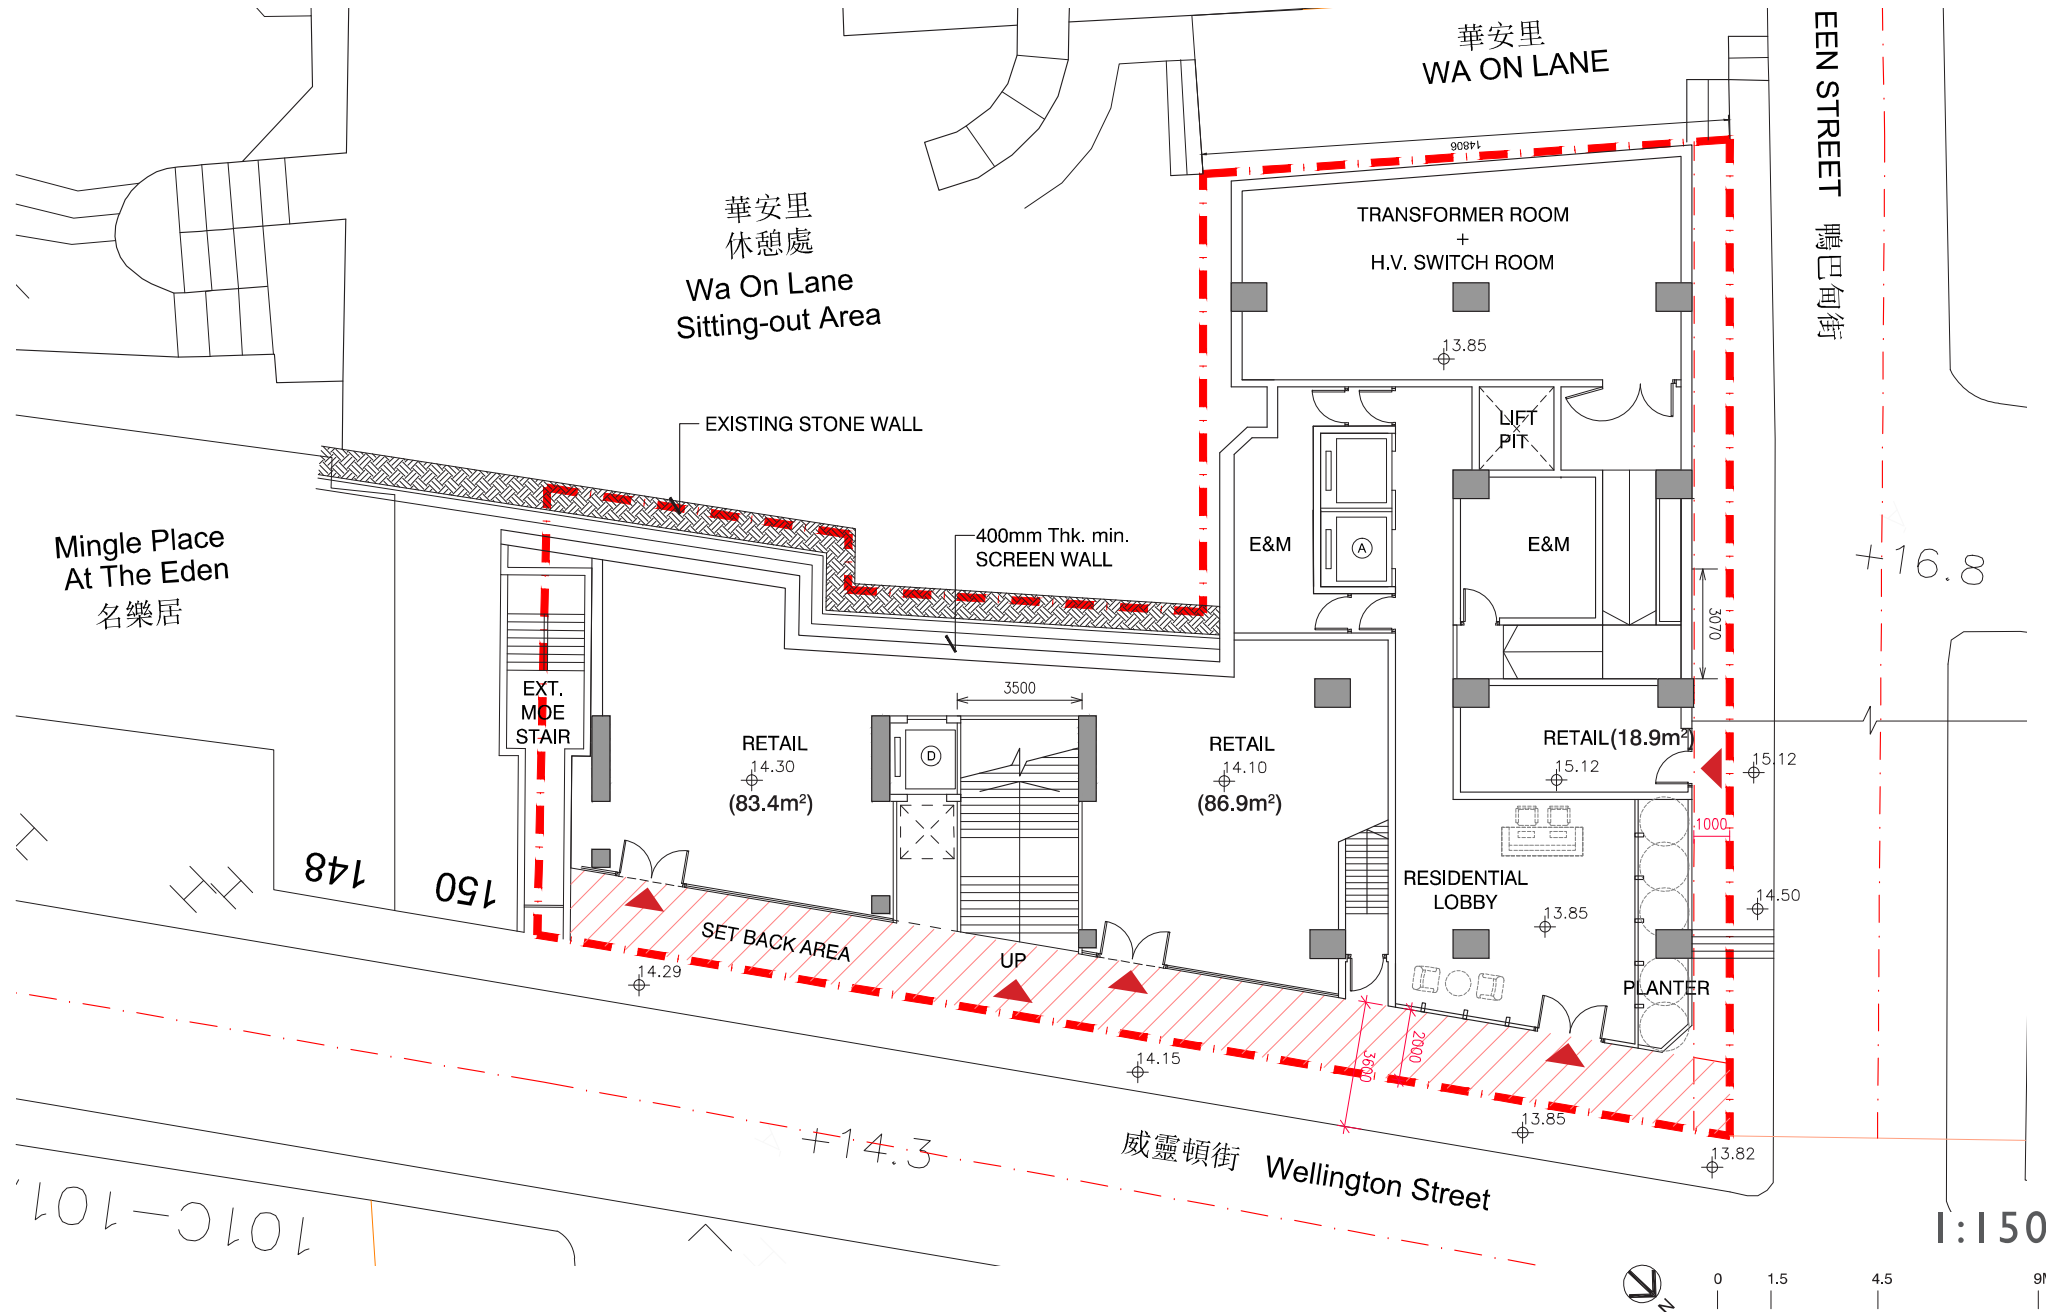 華安里
WA ON LANE
EEN STREET 鴨巴甸街
14806
華安里
休憩處
Wa On Lane
Sitting-out Area
TRANSFORMER ROOM
+
H.V. SWITCH ROOM
13.85
LIFT
PIT
EXISTING STONE WALL
400mm Thk. min.
SCREEN WALL
Mingle Place
At The Eden
名樂居
E&M
A
E&M
+16.8
3070
EXT.
MOE
STAIR
3500
RETAIL
14.30
(83.4m²)
D
RETAIL
14.10
(86.9m²)
RETAIL(18.9m²)
15.12
15.12
1000
148
150
RESIDENTIAL
LOBBY
13.85
14.50
SET BACK AREA
UP
14.29
PLANTER
2000
3600
14.15
13.85
13.82
+14.3
威靈頓街 Wellington Street
101C-101
1:150
N
0 1.5 4.5 9M